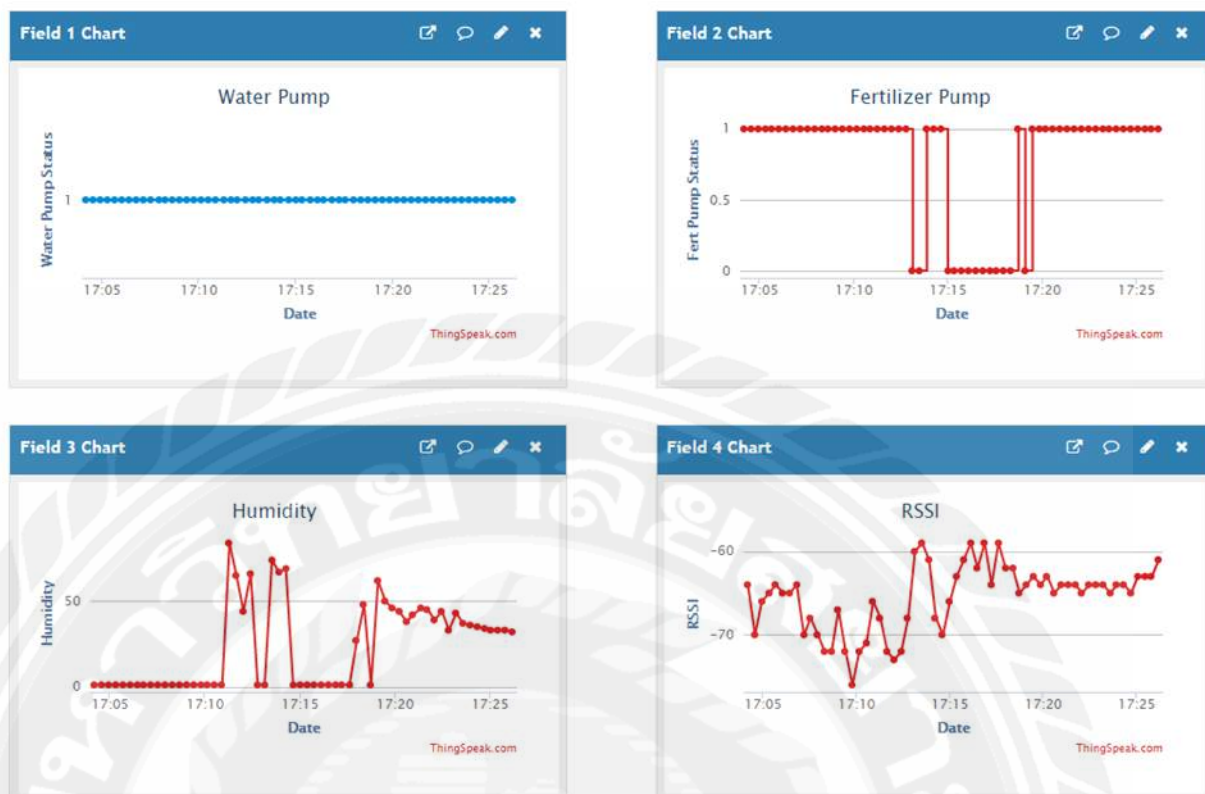 Field 1 Chart
Water Pump
Water Pump Status
1
17:05 17:10 17:15 17:20 17:25
Date
ThingSpeak.com
Field 2 Chart
Fertilizer Pump
Fert Pump Status
1
0.5
0
17:05 17:10 17:15 17:20 17:25
Date
ThingSpeak.com
Field 3 Chart
Humidity
Humidity
50
0
17:05 17:10 17:15 17:20 17:25
Date
ThingSpeak.com
Field 4 Chart
RSSI
RSSI
-60
-70
17:05 17:10 17:15 17:20 17:25
Date
ThingSpeak.com